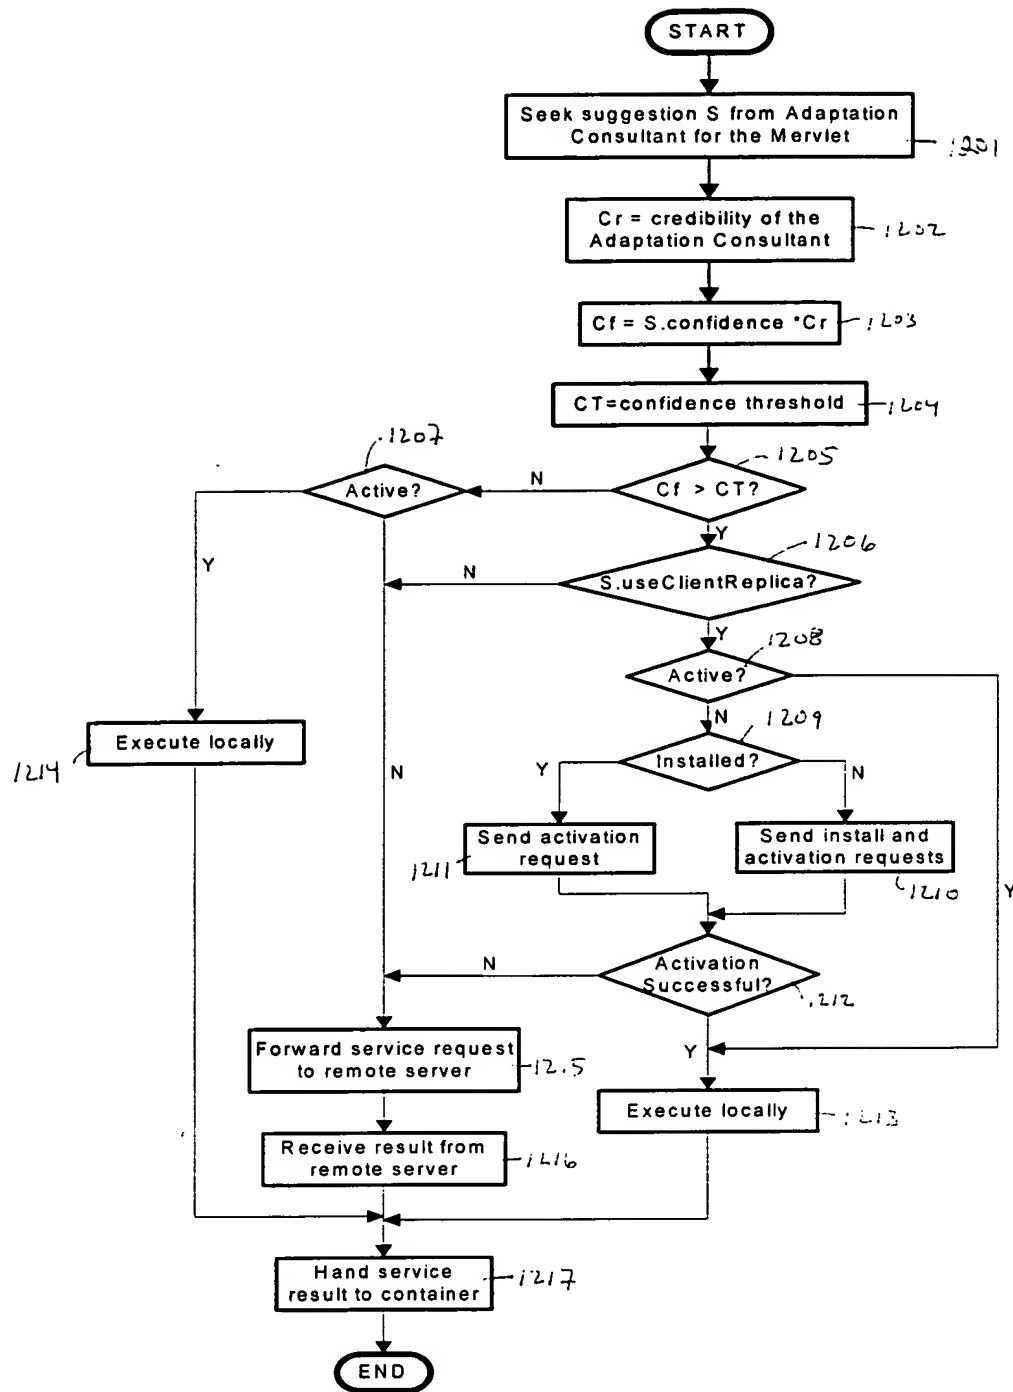 START
Seek suggestion S from Adaptation
Consultant for the Mervlet
1201
Cr = credibility of the
Adaptation Consultant
1202
Cf = S.confidence *Cr
1203
CT=confidence threshold
1204
1207
1205
Active?
N
Cf > CT?
Y
1206
Y
N
S.useClientReplica?
Y
1208
Active?
N
1209
Execute locally
1214
Installed?
Y
N
N
Send activation
request
1211
Send install and
activation requests
1210
Y
N
Activation
Successful?
1212
Forward service request
to remote server
1215
Y
Execute locally
1213
Receive result from
remote server
1216
Hand service
result to container
1217
END